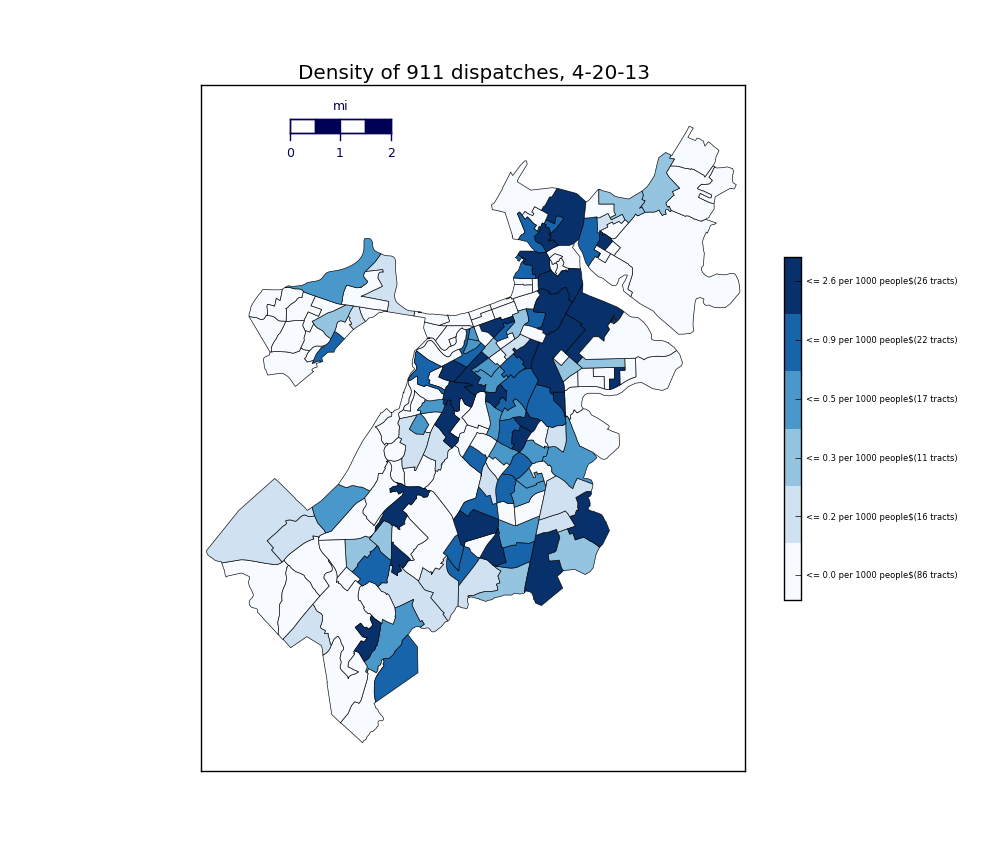 Density of 911 dispatches, 4-20-13
mi
0 1 2
<= 2.6 per 1000 people$(26 tracts)
<= 0.9 per 1000 people$(22 tracts)
<= 0.5 per 1000 people$(17 tracts)
<= 0.3 per 1000 people$(11 tracts)
<= 0.2 per 1000 people$(16 tracts)
<= 0.0 per 1000 people$(86 tracts)